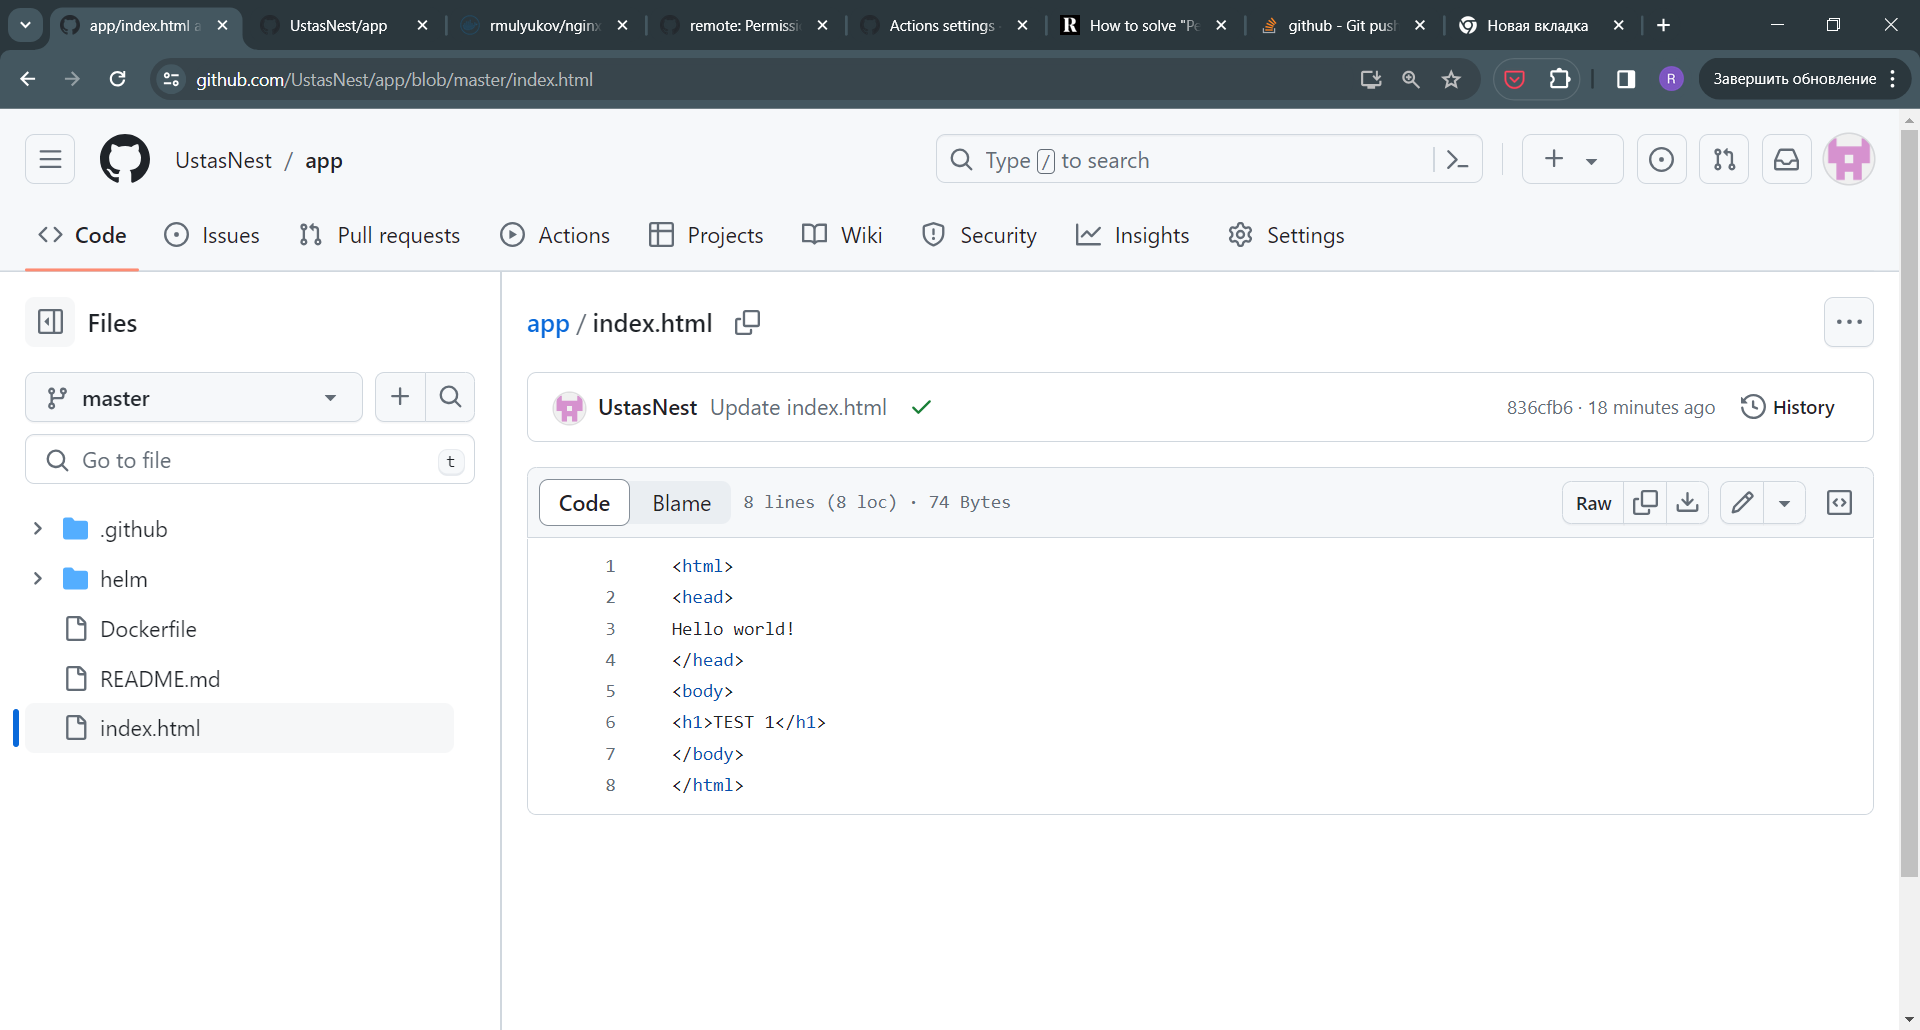 app/index.html a
UstasNest/app
rmulyukov/nginx
remote: Permissi
Actions settings
How to solve "Pe
github - Git push
Новая вкладка
github.com/UstasNest/app/blob/master/index.html
R
Завершить обновление
UstasNest / app
Type / to search
Code
Issues
Pull requests
Actions
Projects
Wiki
Security
Insights
Settings
Files
app / index.html
master
UstasNest Update index.html
836cfb6 · 18 minutes ago
History
Go to file
t
Code
Blame
8 lines (8 loc) · 74 Bytes
Raw
.github
helm
Dockerfile
README.md
index.html
1 <html>
2 <head>
3 Hello world!
4 </head>
5 <body>
6 <h1>TEST 1</h1>
7 </body>
8 </html>